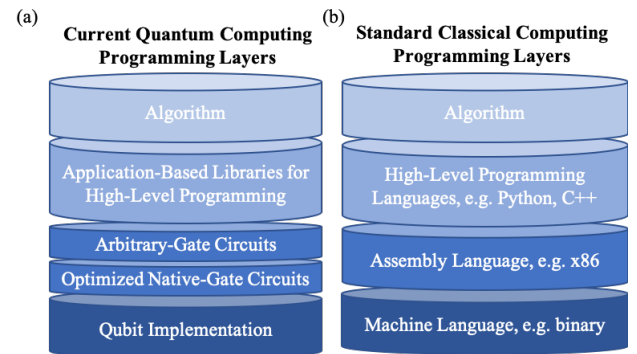 (a)
Current Quantum Computing
Programming Layers
Algorithm
Application-Based Libraries for
High-Level Programming
Arbitrary-Gate Circuits
Optimized Native-Gate Circuits
Qubit Implementation
(b)
Standard Classical Computing
Programming Layers
Algorithm
High-Level Programming
Languages, e.g. Python, C++
Assembly Language, e.g. x86
Machine Language, e.g. binary